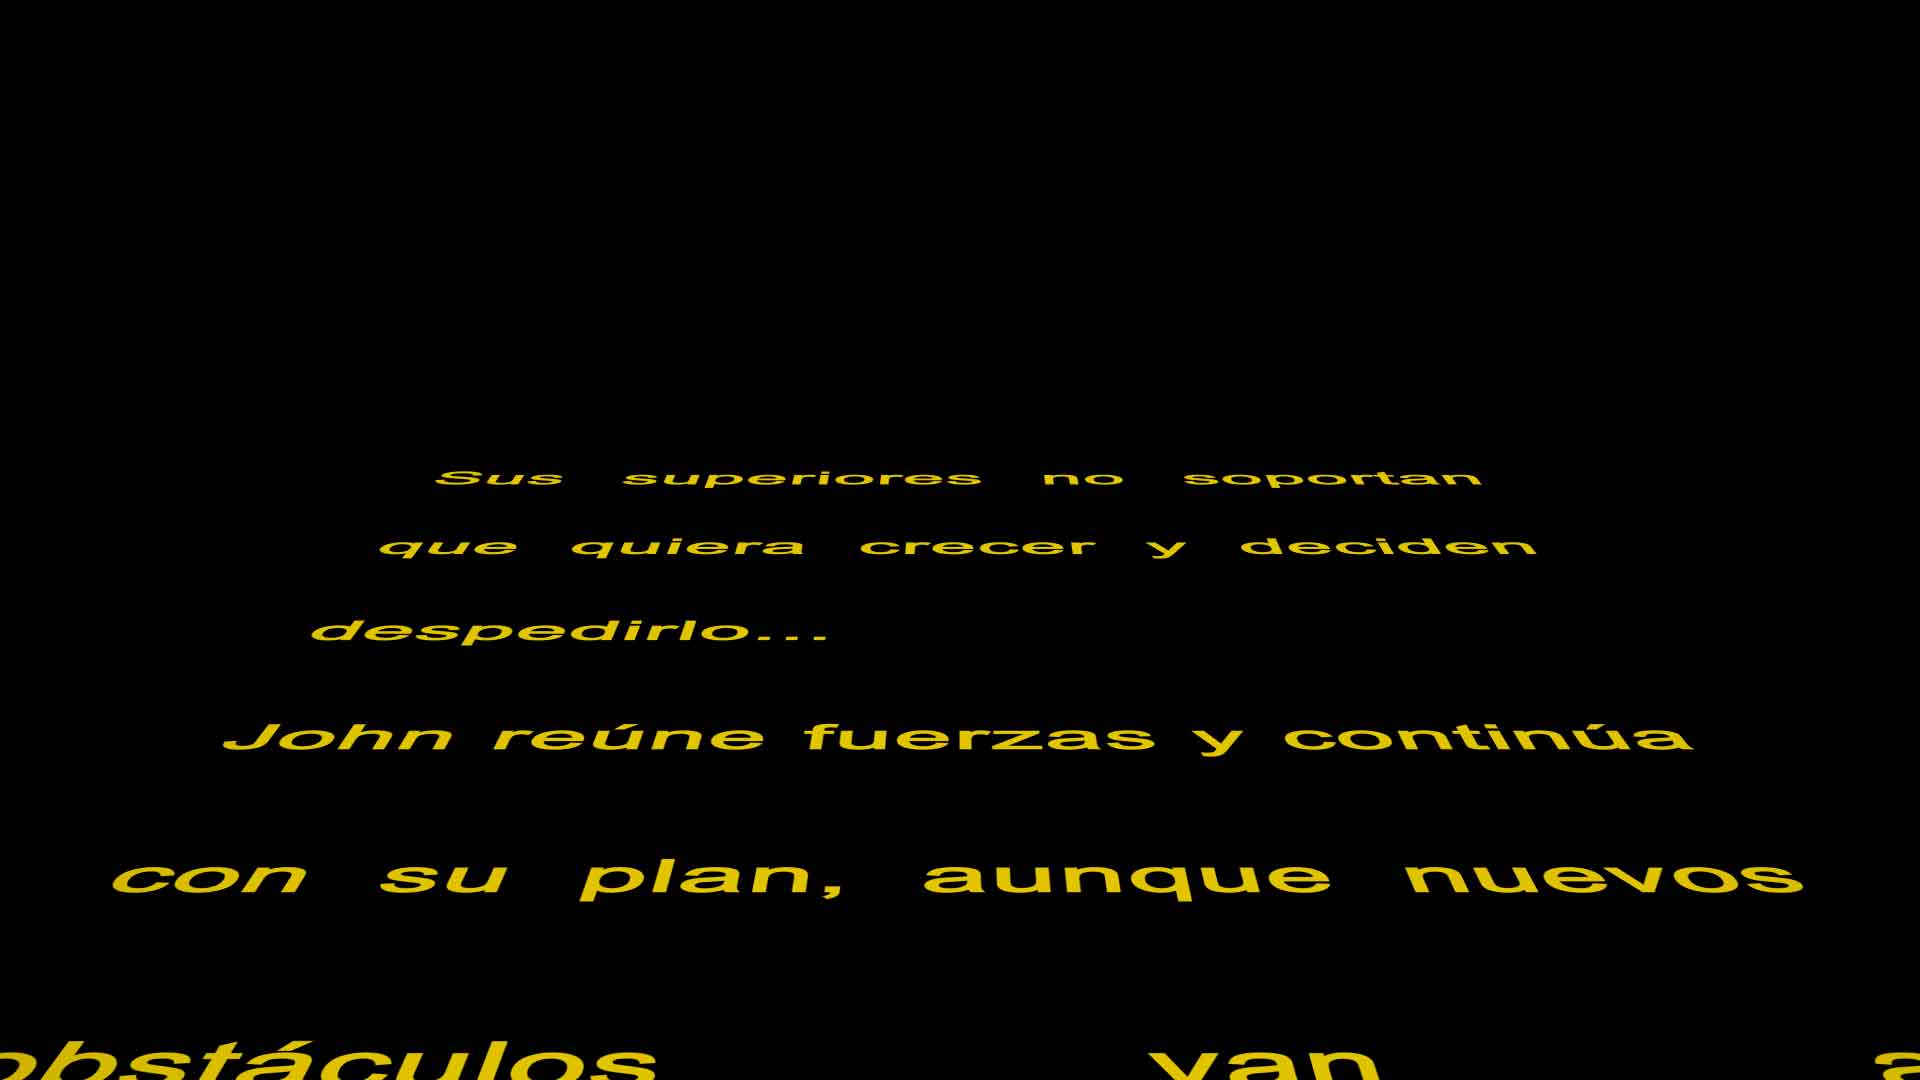 Sus superiores no soportan
que quiera crecer y deciden
despedirlo...
John reúne fuerzas y continúa
con su plan, aunque nuevos
obstáculos van a